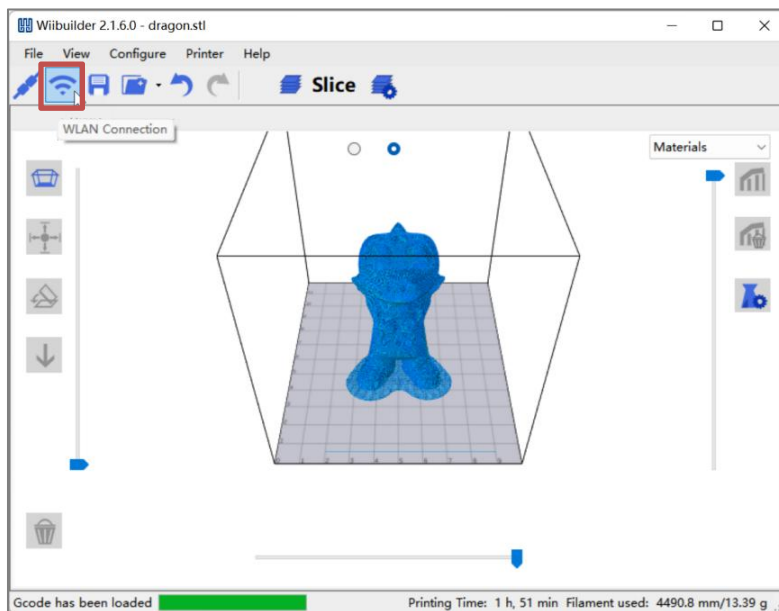 Wiibuilder 2.1.6.0 - dragon.stl
File View Configure Printer Help
Slice
WLAN Connection
Materials
Gcode has been loaded
Printing Time: 1 h, 51 min Filament used: 4490.8 mm/13.39 g